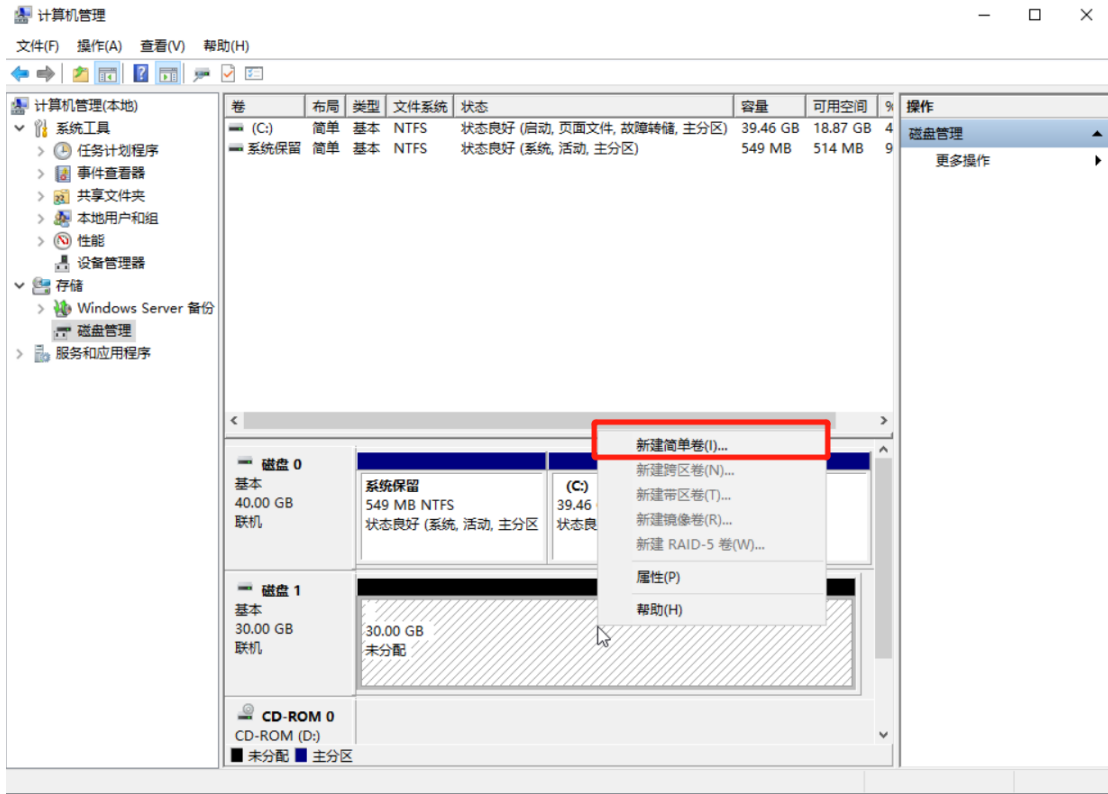 计算机管理
文件(F) 操作(A) 查看(V) 帮助(H)
计算机管理(本地)
系统工具
任务计划程序
事件查看器
共享文件夹
本地用户和组
性能
设备管理器
存储
Windows Server 备份
磁盘管理
服务和应用程序
卷 布局 类型 文件系统 状态 容量 可用空间 %
(C:) 简单 基本 NTFS 状态良好 (启动, 页面文件, 故障转储, 主分区) 39.46 GB 18.87 GB 4
系统保留 简单 基本 NTFS 状态良好 (系统, 活动, 主分区) 549 MB 514 MB 9
操作
磁盘管理
更多操作
磁盘 0
基本
40.00 GB
联机
系统保留
549 MB NTFS
状态良好 (系统, 活动, 主分区
(C:)
39.46
状态良
新建简单卷(I)...
新建跨区卷(N)...
新建带区卷(T)...
新建镜像卷(R)...
新建 RAID-5 卷(W)...
属性(P)
帮助(H)
磁盘 1
基本
30.00 GB
联机
30.00 GB
未分配
CD-ROM 0
CD-ROM (D:)
未分配 主分区